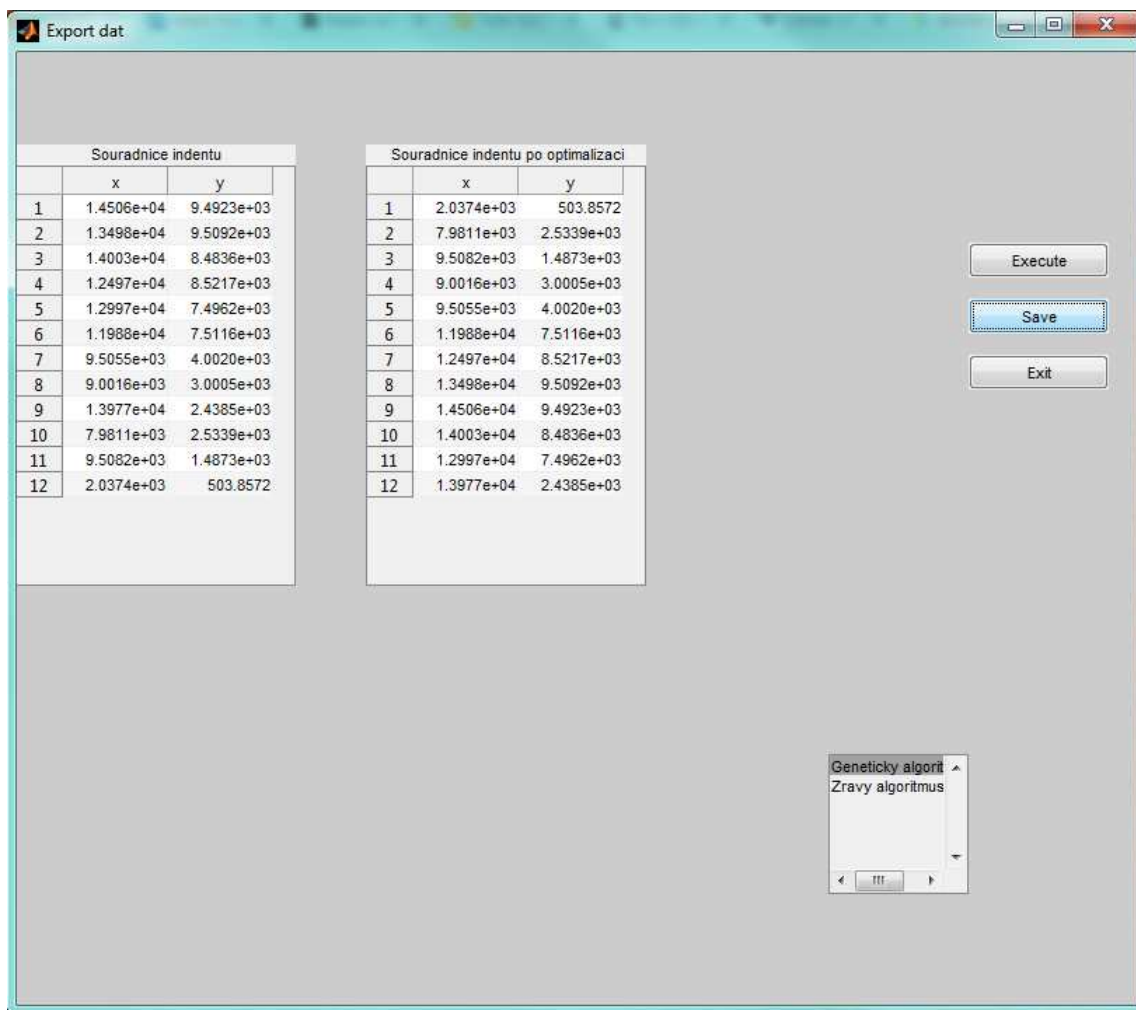 Export dat
Souradnice indentu
x y
1 1.4506e+04 9.4923e+03
2 1.3498e+04 9.5092e+03
3 1.4003e+04 8.4836e+03
4 1.2497e+04 8.5217e+03
5 1.2997e+04 7.4962e+03
6 1.1988e+04 7.5116e+03
7 9.5055e+03 4.0020e+03
8 9.0016e+03 3.0005e+03
9 1.3977e+04 2.4385e+03
10 7.9811e+03 2.5339e+03
11 9.5082e+03 1.4873e+03
12 2.0374e+03 503.8572
Souradnice indentu po optimalizaci
x y
1 2.0374e+03 503.8572
2 7.9811e+03 2.5339e+03
3 9.5082e+03 1.4873e+03
4 9.0016e+03 3.0005e+03
5 9.5055e+03 4.0020e+03
6 1.1988e+04 7.5116e+03
7 1.2497e+04 8.5217e+03
8 1.3498e+04 9.5092e+03
9 1.4506e+04 9.4923e+03
10 1.4003e+04 8.4836e+03
11 1.2997e+04 7.4962e+03
12 1.3977e+04 2.4385e+03
Execute
Save
Exit
Geneticky algorit
Zravy algoritmus